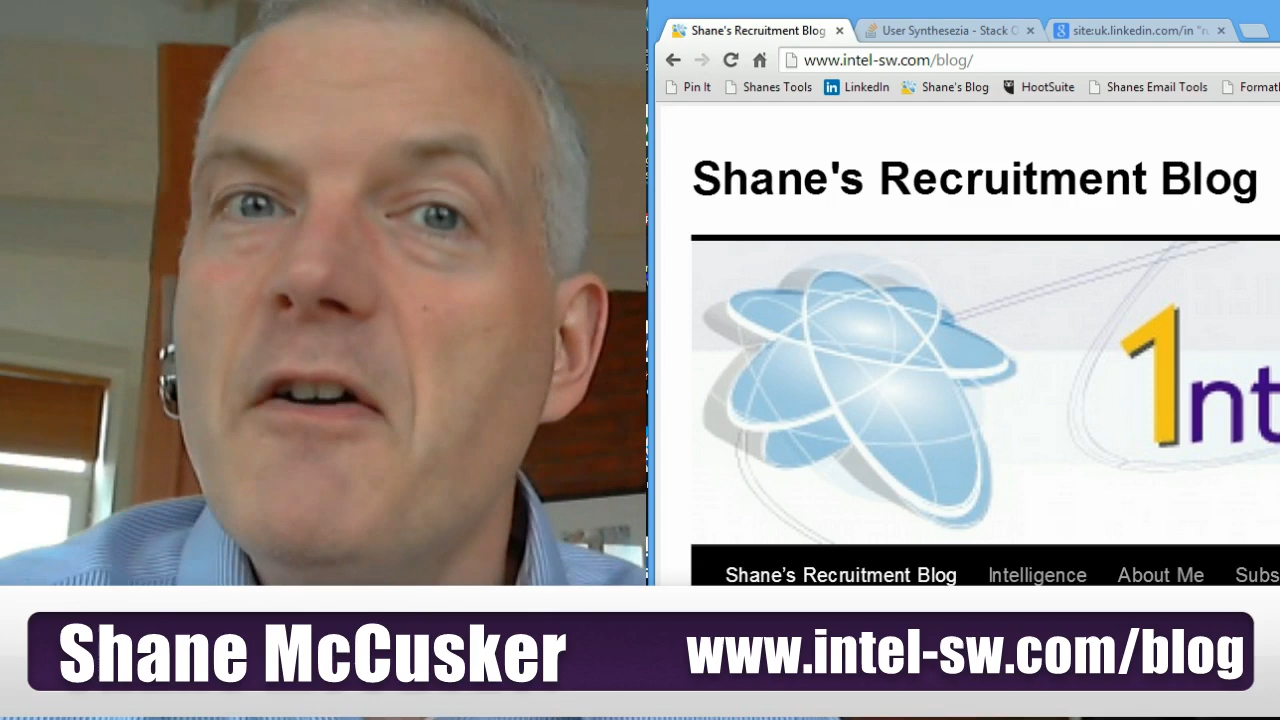 Shane's Recruitment Blog
User Synthesezia - Stack O
site:uk.linkedin.com/in "n
www.intel-sw.com/blog/
Pin It
Shanes Tools
LinkedIn
Shane's Blog
HootSuite
Shanes Email Tools
Format
Shane's Recruitment Blog
1nt
Shane's Recruitment Blog
Intelligence
About Me
Subs
Shane McCusker
www.intel-sw.com/blog